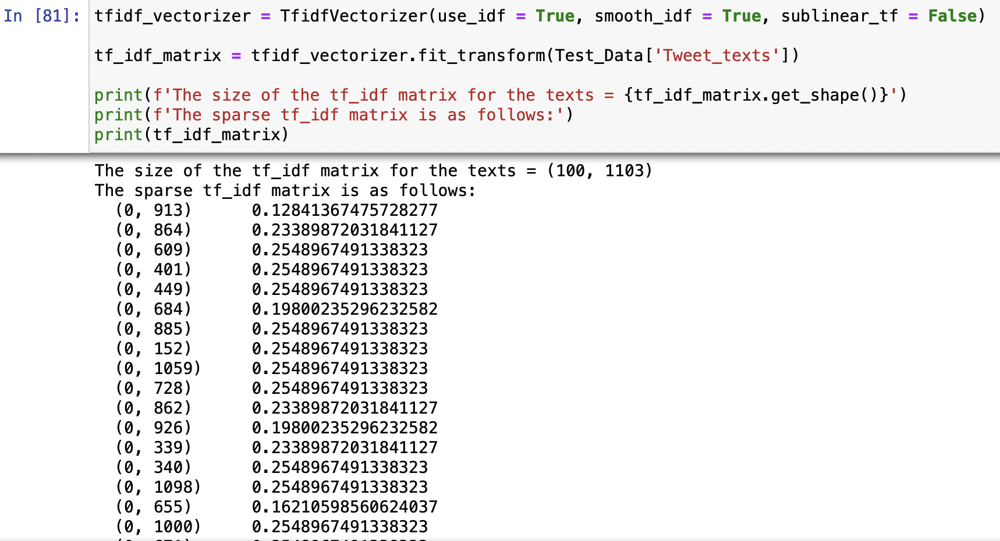 In [81]: tfidf_vectorizer = TfidfVectorizer(use_idf = True, smooth_idf = True, sublinear_tf = False)
tf_idf_matrix = tfidf_vectorizer.fit_transform(Test_Data['Tweet_texts'])
print(f'The size of the tf_idf matrix for the texts = {tf_idf_matrix.get_shape()}')
print(f'The sparse tf_idf matrix is as follows:')
print(tf_idf_matrix)
The size of the tf_idf matrix for the texts = (100, 1103)
The sparse tf_idf matrix is as follows:
(0, 913) 0.12841367475728277
(0, 864) 0.23389872031841127
(0, 609) 0.2548967491338323
(0, 401) 0.2548967491338323
(0, 449) 0.2548967491338323
(0, 684) 0.19800235296232582
(0, 885) 0.2548967491338323
(0, 152) 0.2548967491338323
(0, 1059) 0.2548967491338323
(0, 728) 0.2548967491338323
(0, 862) 0.23389872031841127
(0, 926) 0.19800235296232582
(0, 339) 0.23389872031841127
(0, 340) 0.2548967491338323
(0, 1098) 0.2548967491338323
(0, 655) 0.16210598560624037
(0, 1000) 0.2548967491338323